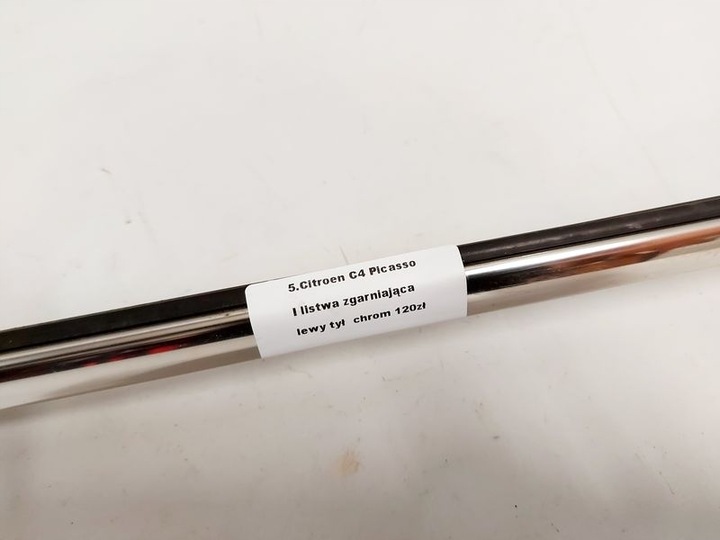 5.Citroen C4 Picasso
I listwa zgarniająca
lewy tył chrom 120zł